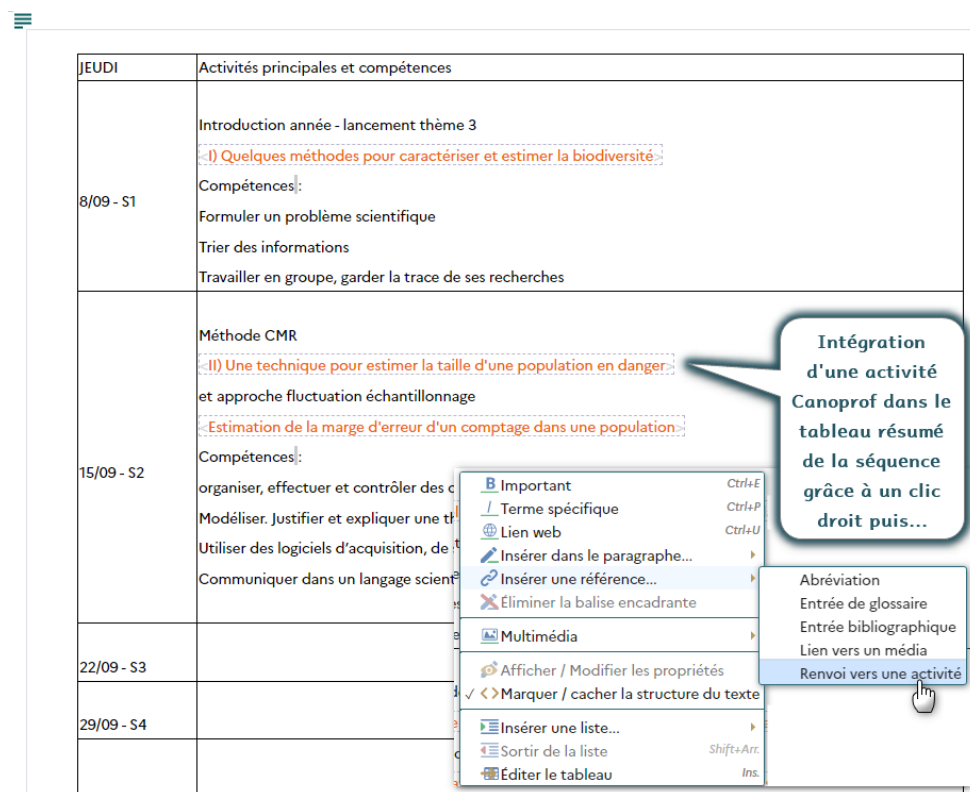 JEUDI
Activités principales et compétences
8/09 - S1
Introduction année - lancement thème 3
<I) Quelques méthodes pour caractériser et estimer la biodiversité>
Compétences :
Formuler un problème scientifique
Trier des informations
Travailler en groupe, garder la trace de ses recherches
15/09 - S2
Méthode CMR
<II) Une technique pour estimer la taille d'une population en danger>
et approche fluctuation échantillonnage
<Estimation de la marge d'erreur d'un comptage dans une population>
Compétences :
organiser, effectuer et contrôler des
Modéliser. Justifier et expliquer une
Utiliser des logiciels d'acquisition, de
Communiquer dans un langage
22/09 - S3
29/09 - S4
Intégration
d'une activité
Canoprof dans le
tableau résumé
de la séquence
grâce à un clic
droit puis...
B Important Ctrl+E
I Terme spécifique Ctrl+P
Lien web Ctrl+U
Insérer dans le paragraphe...
Insérer une référence...
Éliminer la balise encadrante
Multimédia
Afficher / Modifier les propriétés
✓ <>Marquer / cacher la structure du texte
Insérer une liste...
Sortir de la liste Shift+Arr.
Éditer le tableau Ins.
Abréviation
Entrée de glossaire
Entrée bibliographique
Lien vers un média
Renvoi vers une activité